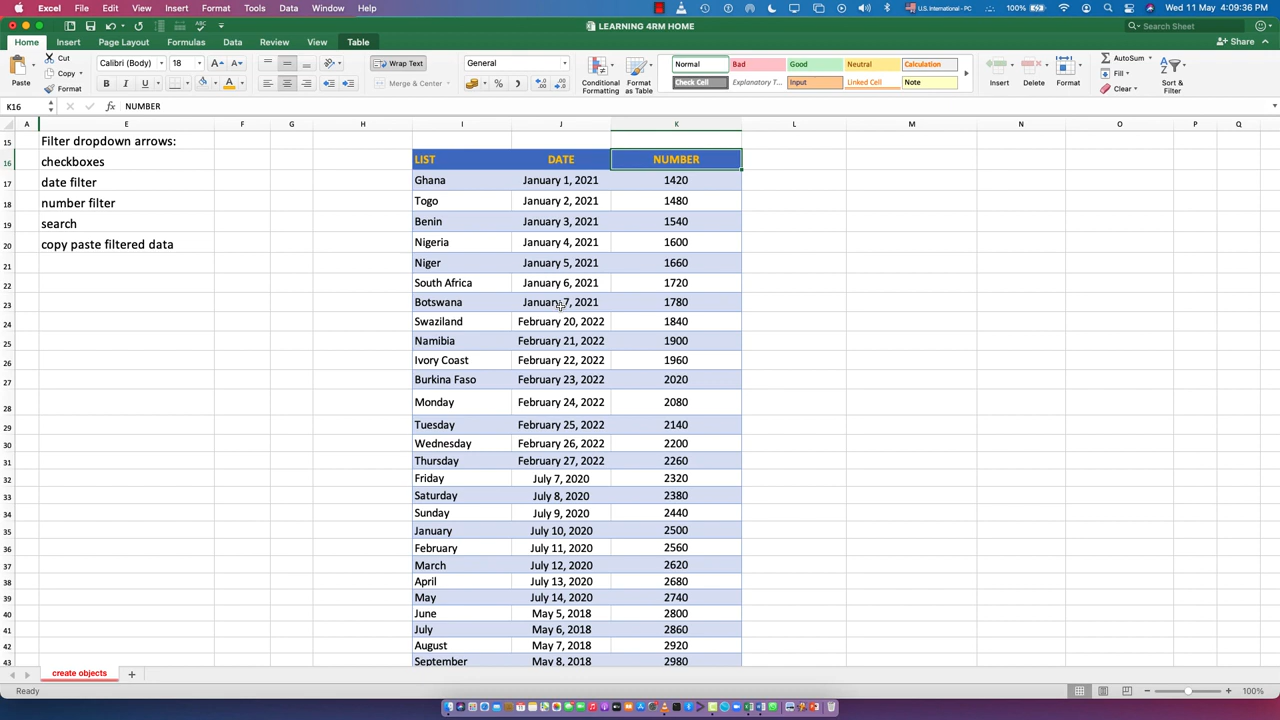 Excel File Edit View Insert Format Tools Data Window Help U.S. International - PC 100% Wed 11 May 4:09:36 PM
LEARNING 4RM HOME Search Sheet
Home Insert Page Layout Formulas Data Review View Table Share
Paste Cut Copy Format
Calibri (Body) 18 Wrap Text General
B I U Merge & Center
Conditional Formatting Format as Table
Normal Bad Good Neutral Calculation
Check Cell Explanatory T... Input Linked Cell Note
Insert Delete Format AutoSum Fill Clear Sort & Filter
K16 fx NUMBER
A E F G H I J K L M N O P Q
15 Filter dropdown arrows:
16 checkboxes LIST DATE NUMBER
17 date filter Ghana January 1, 2021 1420
18 number filter Togo January 2, 2021 1480
19 search Benin January 3, 2021 1540
20 copy paste filtered data Nigeria January 4, 2021 1600
21 Niger January 5, 2021 1660
22 South Africa January 6, 2021 1720
23 Botswana January 7, 2021 1780
24 Swaziland February 20, 2022 1840
25 Namibia February 21, 2022 1900
26 Ivory Coast February 22, 2022 1960
27 Burkina Faso February 23, 2022 2020
28 Monday February 24, 2022 2080
29 Tuesday February 25, 2022 2140
30 Wednesday February 26, 2022 2200
31 Thursday February 27, 2022 2260
32 Friday July 7, 2020 2320
33 Saturday July 8, 2020 2380
34 Sunday July 9, 2020 2440
35 January July 10, 2020 2500
36 February July 11, 2020 2560
37 March July 12, 2020 2620
38 April July 13, 2020 2680
39 May July 14, 2020 2740
40 June May 5, 2018 2800
41 July May 6, 2018 2860
42 August May 7, 2018 2920
43 September May 8, 2018 2980
create objects
Ready 100%